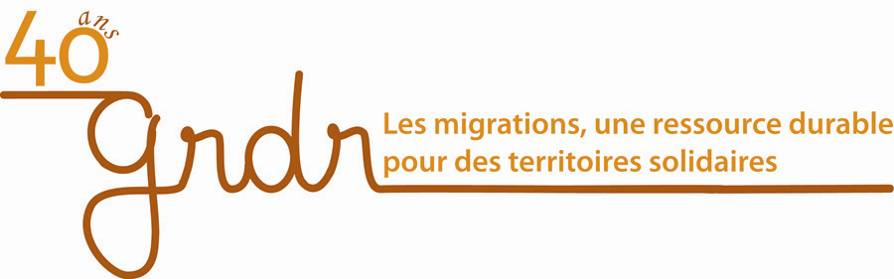 40 ans
grdr
Les migrations, une ressource durable
pour des territoires solidaires